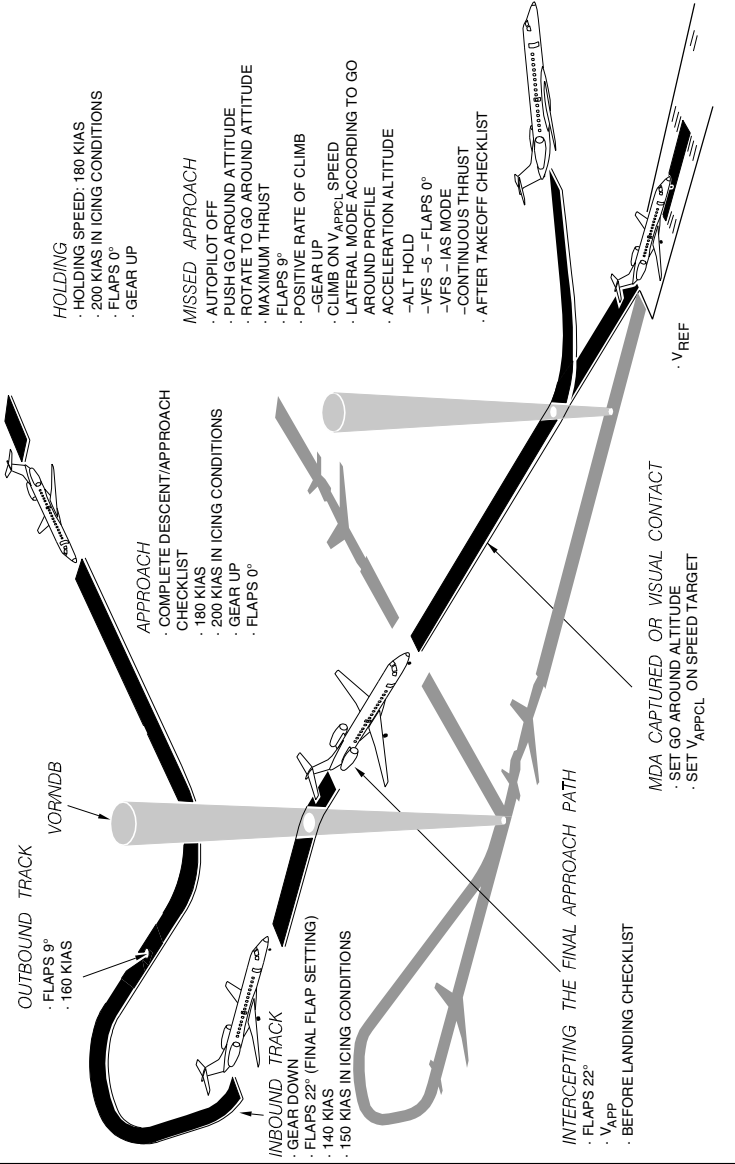 HOLDING
· HOLDING SPEED: 180 KIAS
· 200 KIAS IN ICING CONDITIONS
· FLAPS 0°
· GEAR UP
MISSED APPROACH
· AUTOPILOT OFF
· PUSH GO AROUND ATTITUDE
· ROTATE TO GO AROUND ATTITUDE
· MAXIMUM THRUST
· FLAPS 9°
· POSITIVE RATE OF CLIMB
–GEAR UP
· CLIMB ON VAPPCL SPEED
· LATERAL MODE ACCORDING TO GO
AROUND PROFILE
· ACCELERATION ALTITUDE
–ALT HOLD
–VFS –5 – FLAPS 0°
–VFS – IAS MODE
–CONTINUOUS THRUST
· AFTER TAKEOFF CHECKLIST
APPROACH
· COMPLETE DESCENT/APPROACH
CHECKLIST
· 180 KIAS
· 200 KIAS IN ICING CONDITIONS
· GEAR UP
· FLAPS 0°
VOR/NDB
OUTBOUND TRACK
· FLAPS 9°
· 160 KIAS
INBOUND TRACK
· GEAR DOWN
· FLAPS 22° (FINAL FLAP SETTING)
· 140 KIAS
· 150 KIAS IN ICING CONDITIONS
INTERCEPTING THE FINAL APPROACH PATH
· FLAPS 22°
· VAPP
· BEFORE LANDING CHECKLIST
MDA CAPTURED OR VISUAL CONTACT
· SET GO AROUND ALTITUDE
· SET VAPPCL ON SPEED TARGET
· VREF